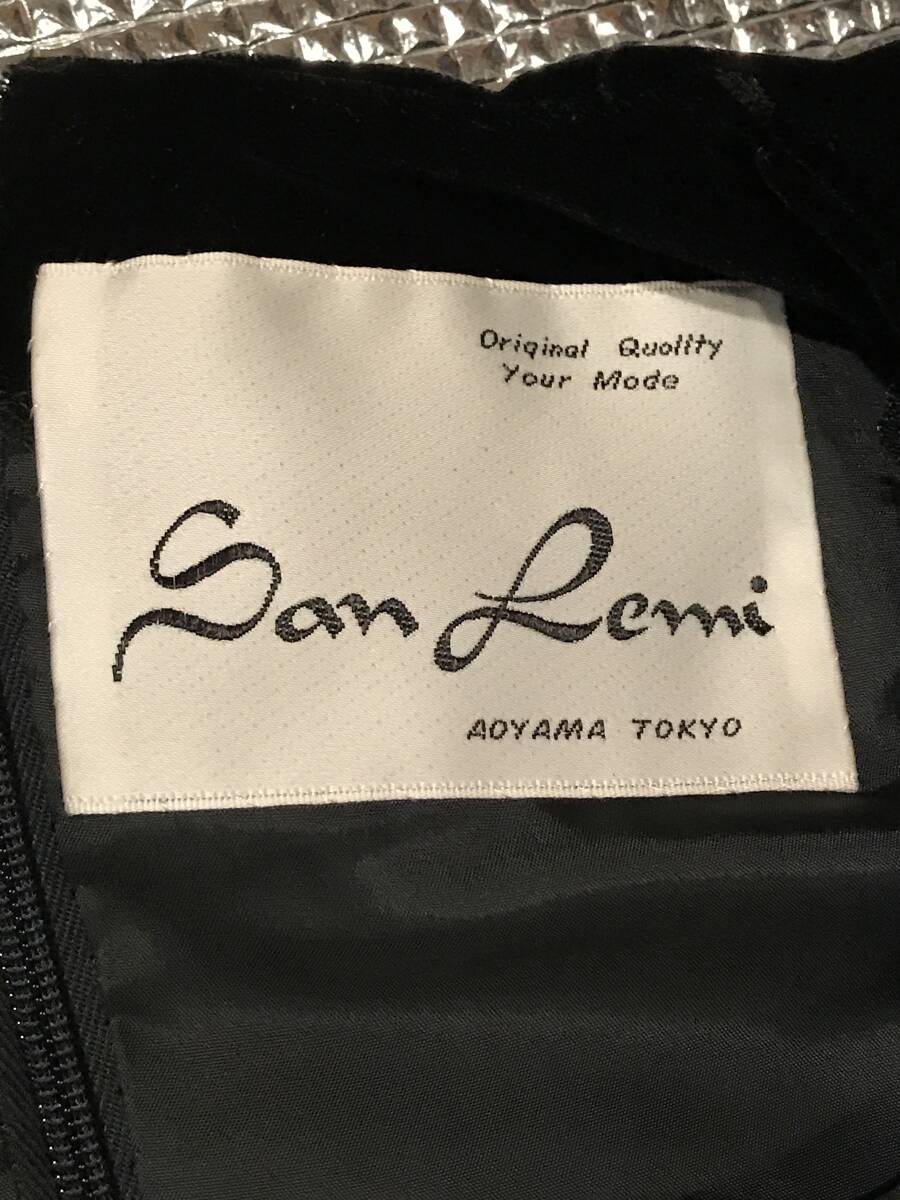 Original Quality
Your Mode
San Lemi
AOYAMA TOKYO